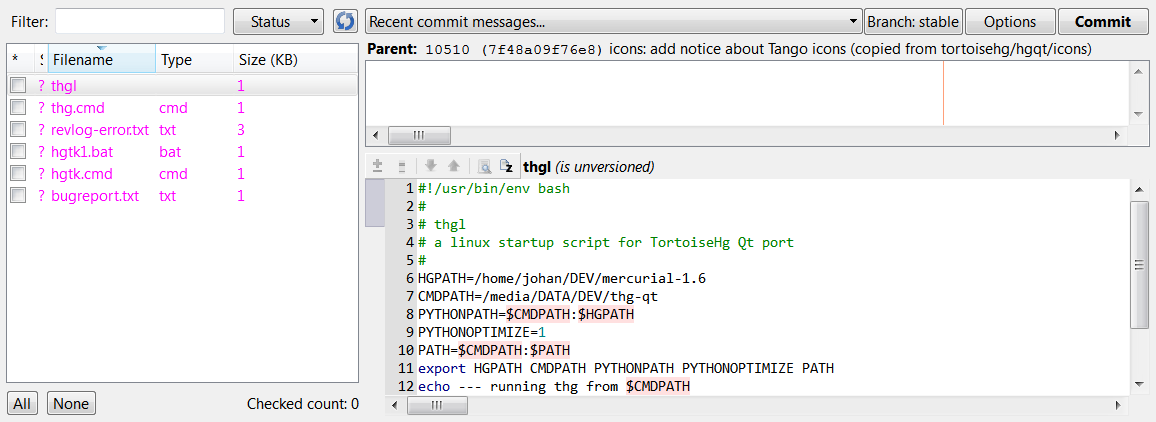 Filter: Status Recent commit messages... Branch: stable Options Commit
Parent: 10510 (7f48a09f76e8) icons: add notice about Tango icons (copied from tortoisehg/hgqt/icons)
* S Filename Type Size (KB)
? thgl 1
? thg.cmd cmd 1
? revlog-error.txt txt 3
? hgtk1.bat bat 1
? hgtk.cmd cmd 1
? bugreport.txt txt 1
All None Checked count: 0
z thgl (is unversioned)
1 #!/usr/bin/env bash
2 #
3 # thgl
4 # a linux startup script for TortoiseHg Qt port
5 #
6 HGPATH=/home/johan/DEV/mercurial-1.6
7 CMDPATH=/media/DATA/DEV/thg-qt
8 PYTHONPATH=$CMDPATH:$HGPATH
9 PYTHONOPTIMIZE=1
10 PATH=$CMDPATH:$PATH
11 export HGPATH CMDPATH PYTHONPATH PYTHONOPTIMIZE PATH
12 echo --- running thg from $CMDPATH